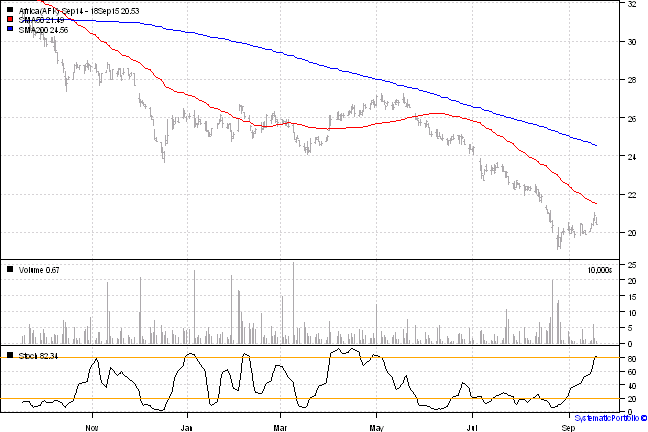 Africa(AFK) Sep14 - 18Sep15 20.53
SMA50 21.49
SMA200 24.56
32
30
28
26
24
22
20
Volume 0.67
10,000s
25
20
15
10
5
0
Stoch 82.34
80
60
40
20
0
Nov Jan Mar May Jul Sep
SystematicPortfolio ©